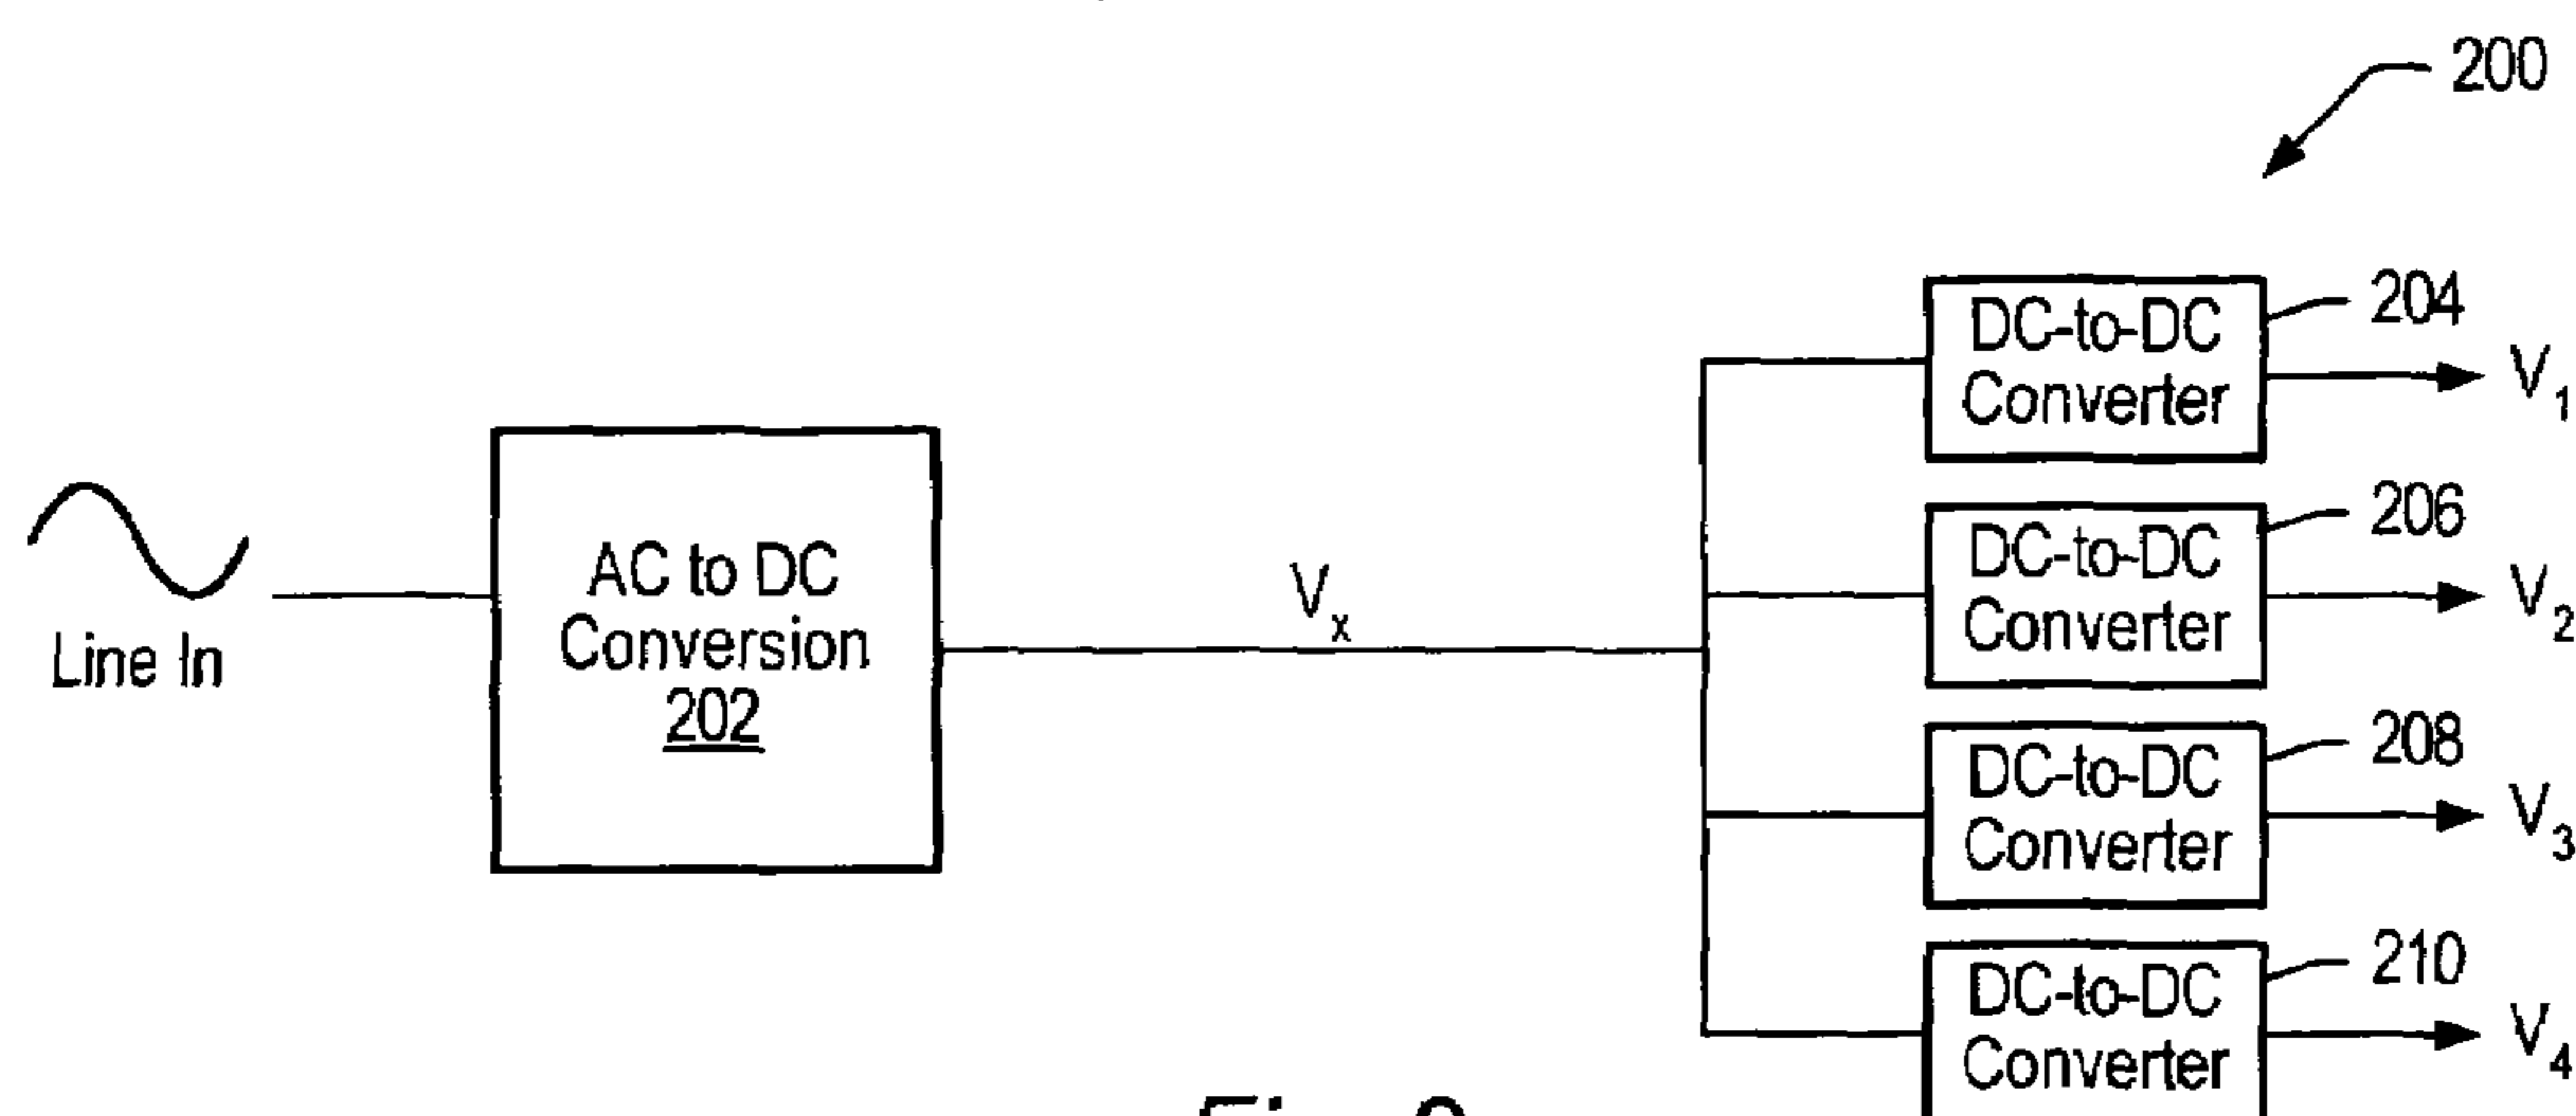 200
DC-to-DC
Converter
204
V1
DC-to-DC
Converter
206
V2
Line In
AC to DC
Conversion
202
Vx
DC-to-DC
Converter
208
V3
DC-to-DC
Converter
210
V4